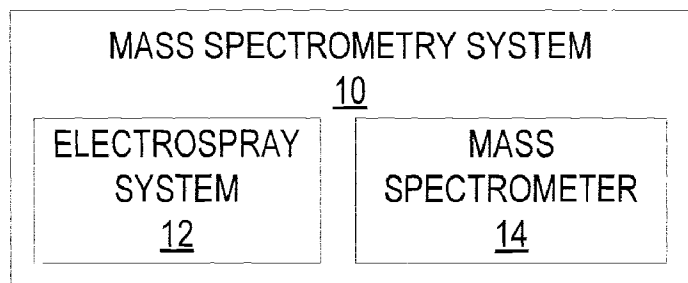 MASS SPECTROMETRY SYSTEM
10
ELECTROSPRAY
SYSTEM
12
MASS
SPECTROMETER
14